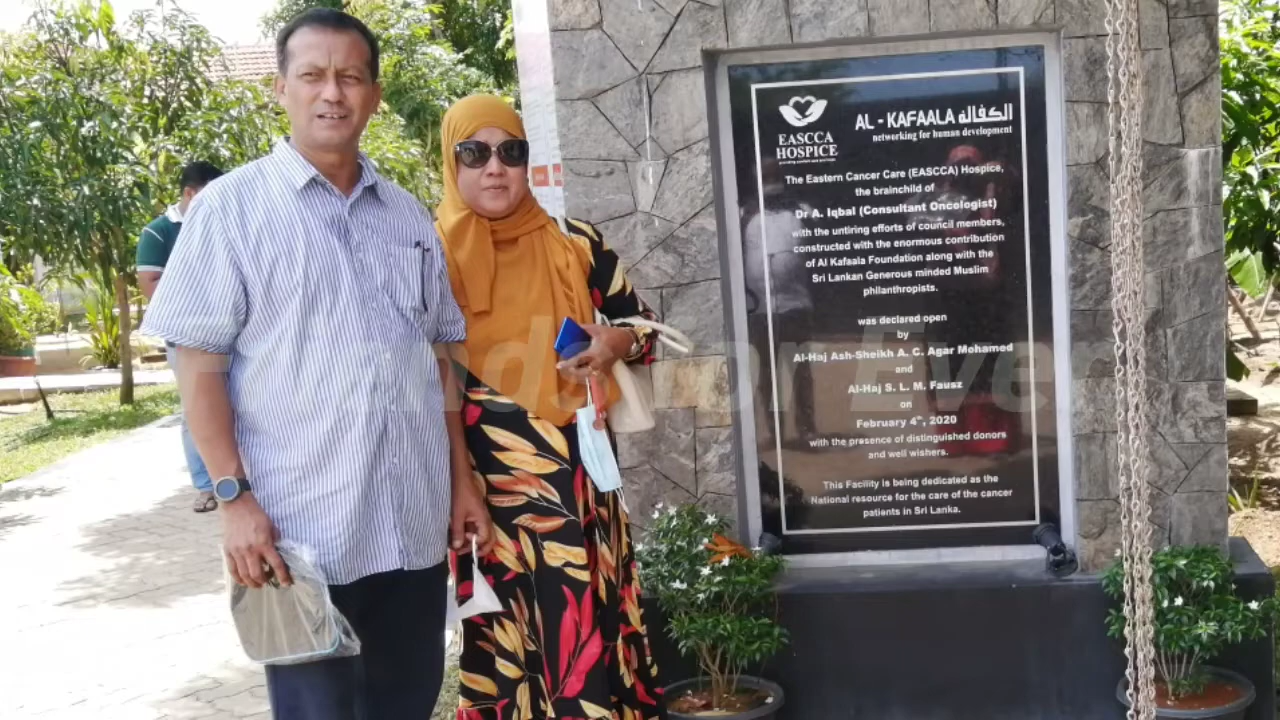 EASCCA
HOSPICE
AL - KAFAALA الكفالة
networking for human development
The Eastern Cancer Care (EASCCA) Hospice,
the brainchild of
Dr A. Iqbal (Consultant Oncologist)
with the untiring efforts of council members,
constructed with the enormous contribution
of Al Kafaala Foundation along with the
Sri Lankan Generous minded Muslim
philanthropists.
was declared open
by
Al-Haj Ash-Sheikh A. C. Agar Mohamed
and
Al-Haj S. L. M. Fausz
on
February 4th, 2020
with the presence of distinguished donors
and well wishers.
This Facility is being dedicated as the
National resource for the care of the cancer
patients in Sri Lanka.
Friends for Ever